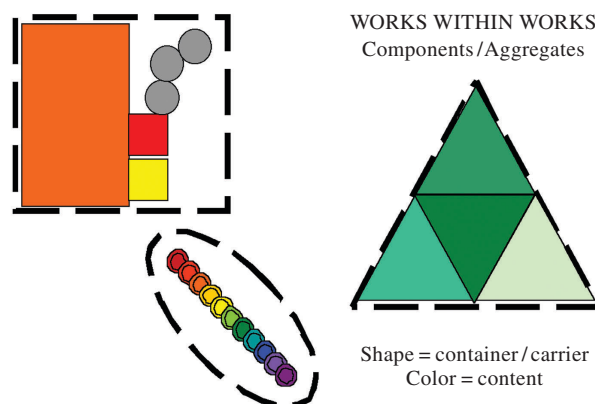 WORKS WITHIN WORKS
Components/Aggregates
Shape = container/carrier
Color = content